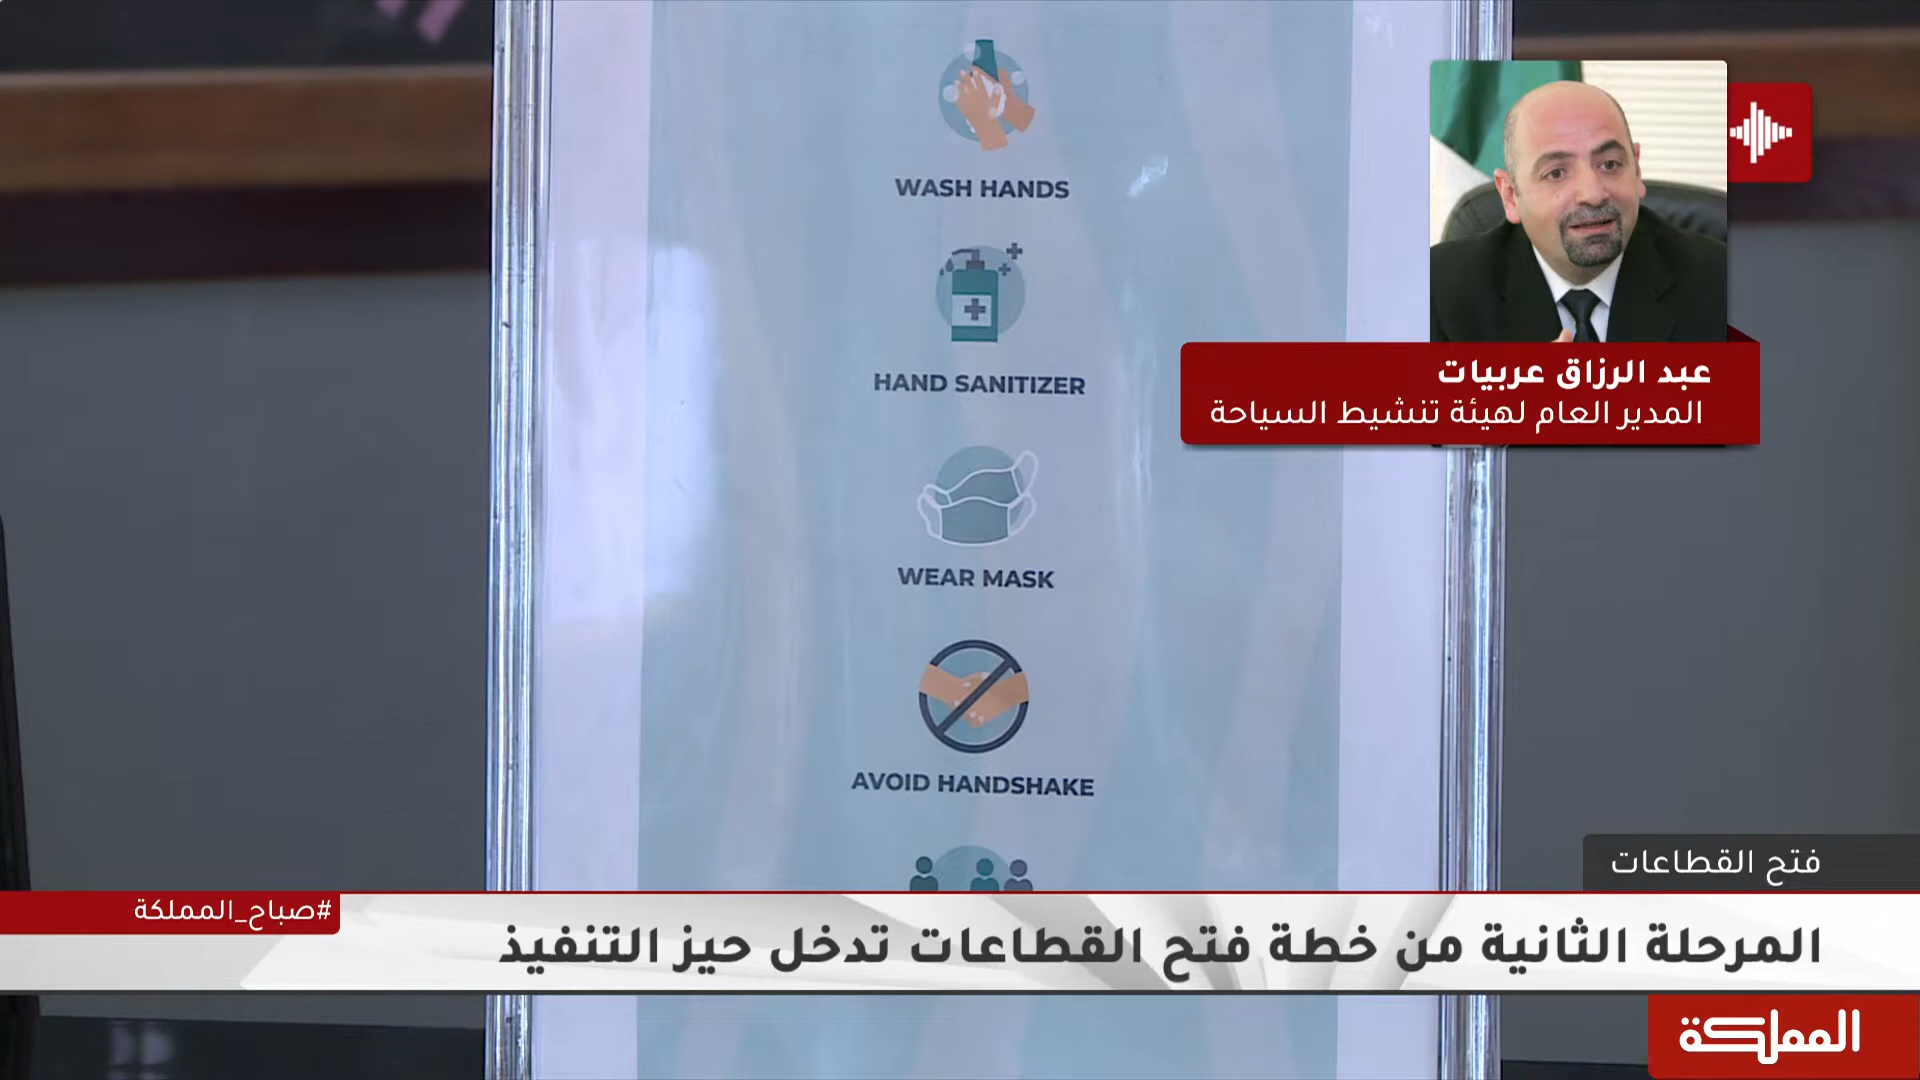 WASH HANDS
HAND SANITIZER
WEAR MASK
AVOID HANDSHAKE
عبد الرزاق عربيات
المدير العام لهيئة تنشيط السياحة
فتح القطاعات
#صباح_المملكة
المرحلة الثانية من خطة فتح القطاعات تدخل حيز التنفيذ
المملكة